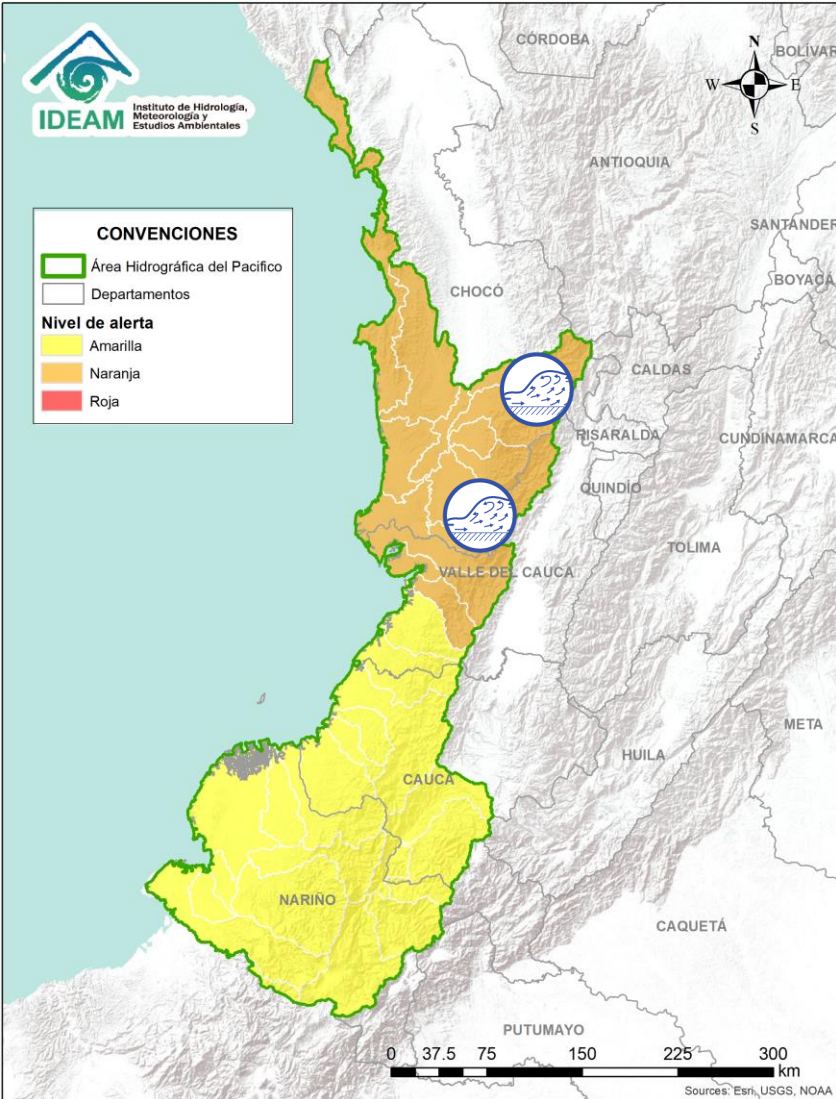 IDEAM
Instituto de Hidrología,
Meteorología y
Estudios Ambientales
CÓRDOBA
BOLÍVAR
N
W
E
S
ANTIOQUIA
SANTANDER
BOYACÁ
CONVENCIONES
Área Hidrográfica del Pacifico
Departamentos
Nivel de alerta
Amarilla
Naranja
Roja
CHOCÓ
CALDAS
RISARALDA
CUNDINAMARCA
QUINDÍO
TOLIMA
VALLE DEL CAUCA
META
HUILA
CAUCA
NARIÑO
CAQUETÁ
PUTUMAYO
0 37.5 75 150 225 300
km
Sources: Esri, USGS, NOAA